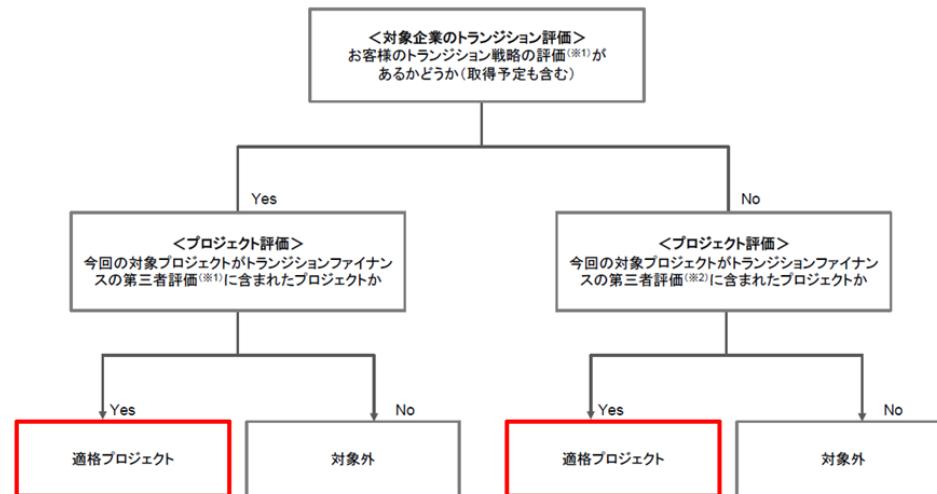 ＜対象企業のトランジション評価＞
お客様のトランジション戦略の評価(※1)が
あるかどうか（取得予定も含む）
Yes
No
＜プロジェクト評価＞
今回の対象プロジェクトがトランジションファイナン
スの第三者評価(※1)に含まれたプロジェクトか
＜プロジェクト評価＞
今回の対象プロジェクトがトランジションファイナン
スの第三者評価(※2)に含まれたプロジェクトか
Yes
No
Yes
No
適格プロジェクト
対象外
適格プロジェクト
対象外